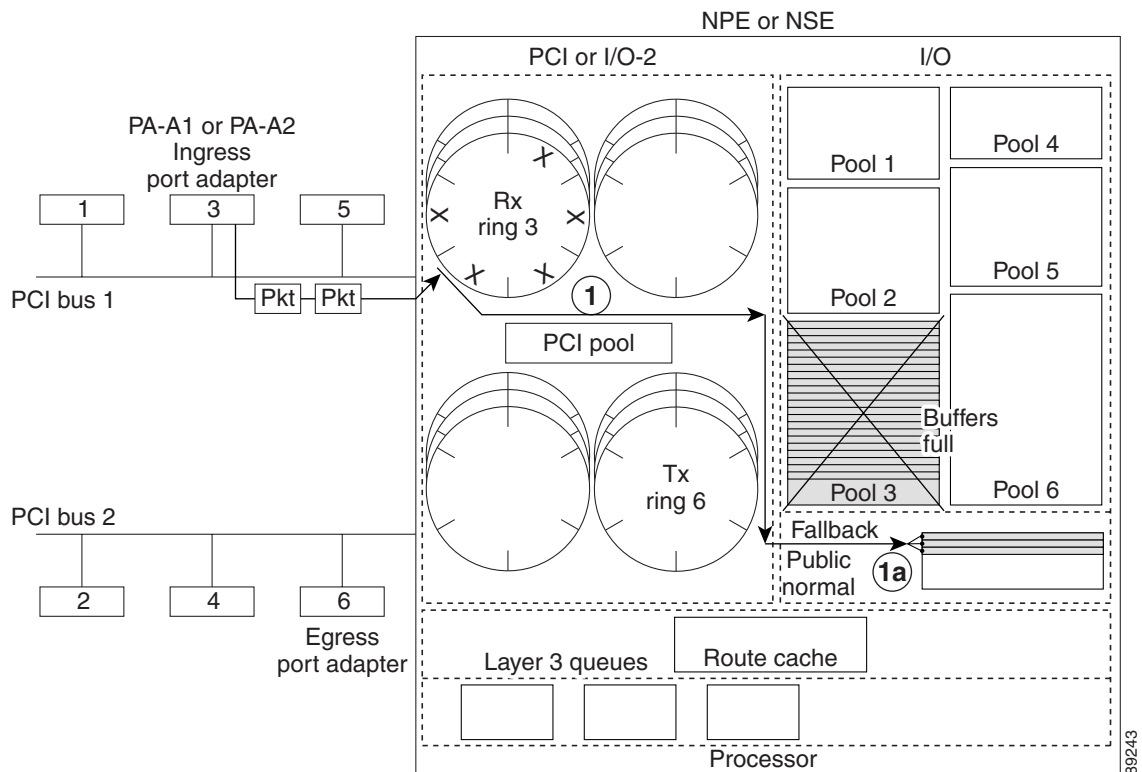 NPE or NSE
PCI or I/O-2
I/O
PA-A1 or PA-A2
Ingress
port adapter
1
3
5
PCI bus 1
Pkt
Pkt
X
X
X
X
X
Rx
ring 3
1
PCI pool
Pool 1
Pool 4
Pool 2
Pool 5
Buffers
full
Pool 3
Pool 6
Tx
ring 6
PCI bus 2
2
4
6
Egress
port adapter
Fallback
Public
normal
1a
Layer 3 queues
Route cache
Processor
89243